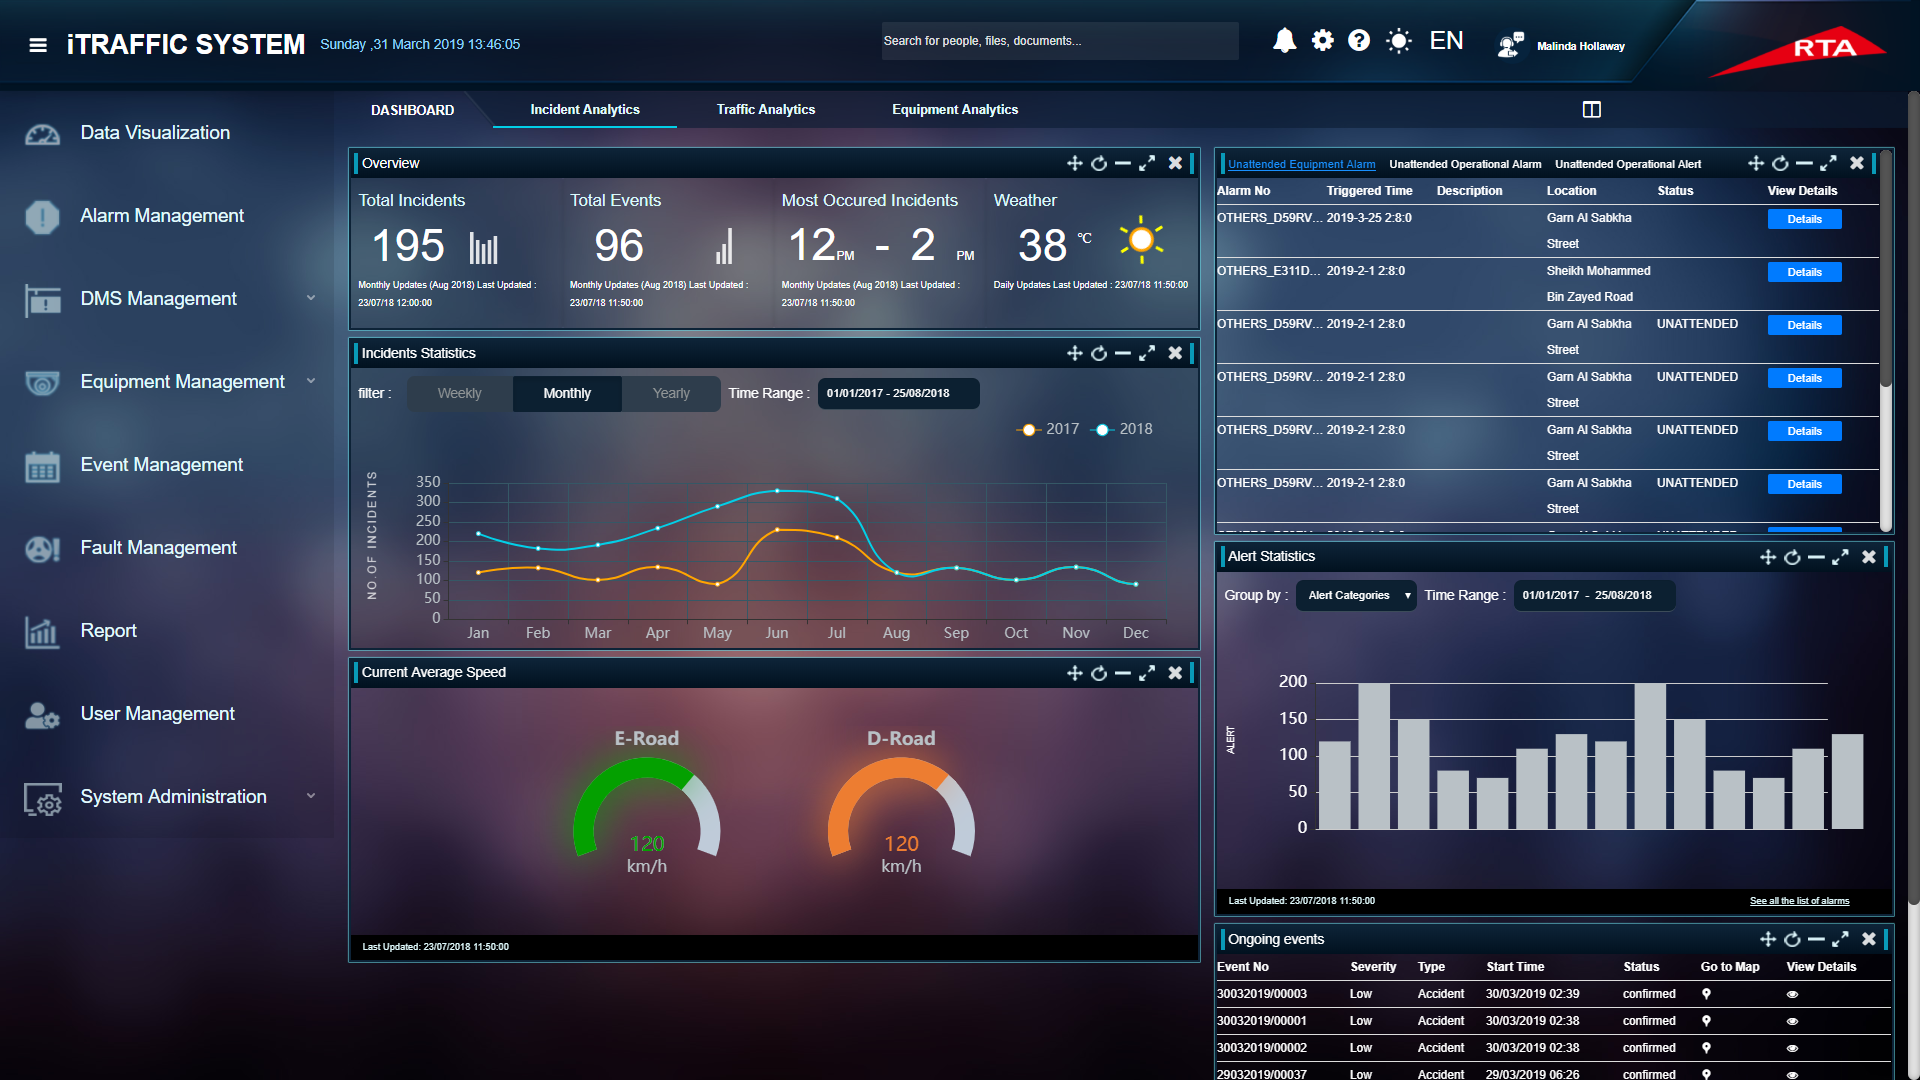 iTRAFFIC SYSTEM
Sunday ,31 March 2019 13:46:05
Search for people, files, documents...
EN
Malinda Hollaway
RTA
Data Visualization
Alarm Management
DMS Management
Equipment Management
Event Management
Fault Management
Report
User Management
System Administration
DASHBOARD
Incident Analytics
Traffic Analytics
Equipment Analytics
Overview
Total Incidents
195
Monthly Updates (Aug 2018) Last Updated :
23/07/18 12:00:00
Total Events
96
Monthly Updates (Aug 2018) Last Updated :
23/07/18 11:50:00
Most Occured Incidents
12PM - 2 PM
Monthly Updates (Aug 2018) Last Updated :
23/07/18 11:50:00
Weather
38 °C
Daily Updates Last Updated : 23/07/18 11:50:00
Incidents Statistics
filter :
Weekly
Monthly
Yearly
Time Range :
01/01/2017 - 25/08/2018
2017
2018
NO.OF INCIDENTS
350
300
250
200
150
100
50
0
Jan Feb Mar Apr May Jun Jul Aug Sep Oct Nov Dec
Current Average Speed
E-Road
120
km/h
D-Road
120
km/h
Last Updated: 23/07/2018 11:50:00
Unattended Equipment Alarm
Unattended Operational Alarm
Unattended Operational Alert
Alarm No Triggered Time Description Location Status View Details
OTHERS_D59RV... 2019-3-25 2:8:0 Garn Al Sabkha Details
Street
OTHERS_E311D... 2019-2-1 2:8:0 Sheikh Mohammed Details
Bin Zayed Road
OTHERS_D59RV... 2019-2-1 2:8:0 Garn Al Sabkha UNATTENDED Details
Street
OTHERS_D59RV... 2019-2-1 2:8:0 Garn Al Sabkha UNATTENDED Details
Street
OTHERS_D59RV... 2019-2-1 2:8:0 Garn Al Sabkha UNATTENDED Details
Street
OTHERS_D59RV... 2019-2-1 2:8:0 Garn Al Sabkha UNATTENDED Details
Street
Alert Statistics
Group by :
Alert Categories
Time Range :
01/01/2017 - 25/08/2018
ALERT
200
150
100
50
0
Last Updated: 23/07/2018 11:50:00
See all the list of alarms
Ongoing events
Event No Severity Type Start Time Status Go to Map View Details
30032019/00003 Low Accident 30/03/2019 02:39 confirmed
30032019/00001 Low Accident 30/03/2019 02:38 confirmed
30032019/00002 Low Accident 30/03/2019 02:38 confirmed
29032019/00037 Low Accident 29/03/2019 06:26 confirmed